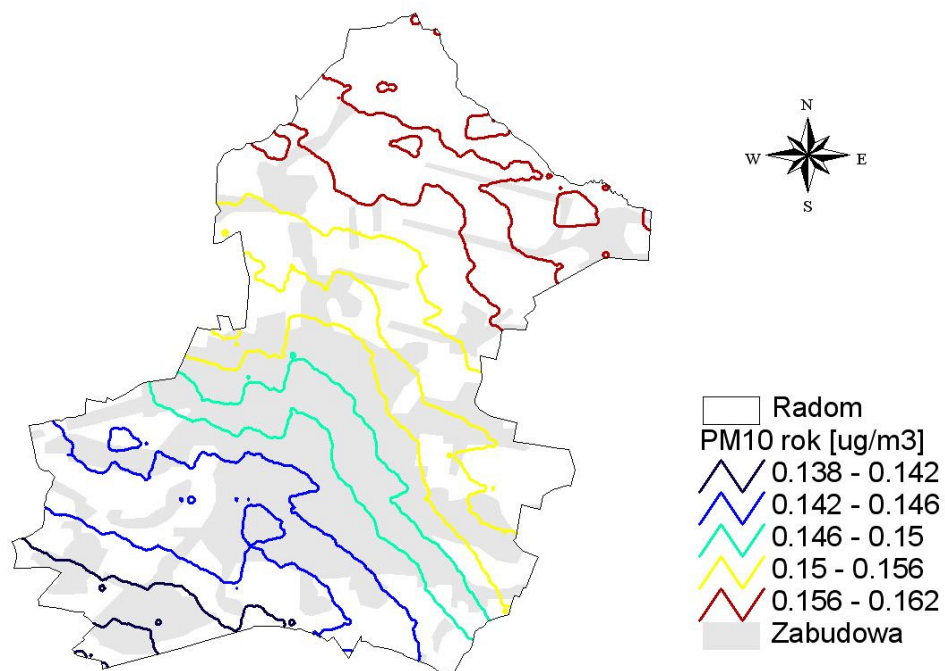 N
W E
S
Radom
PM10 rok [ug/m3]
0.138 - 0.142
0.142 - 0.146
0.146 - 0.15
0.15 - 0.156
0.156 - 0.162
Zabudowa